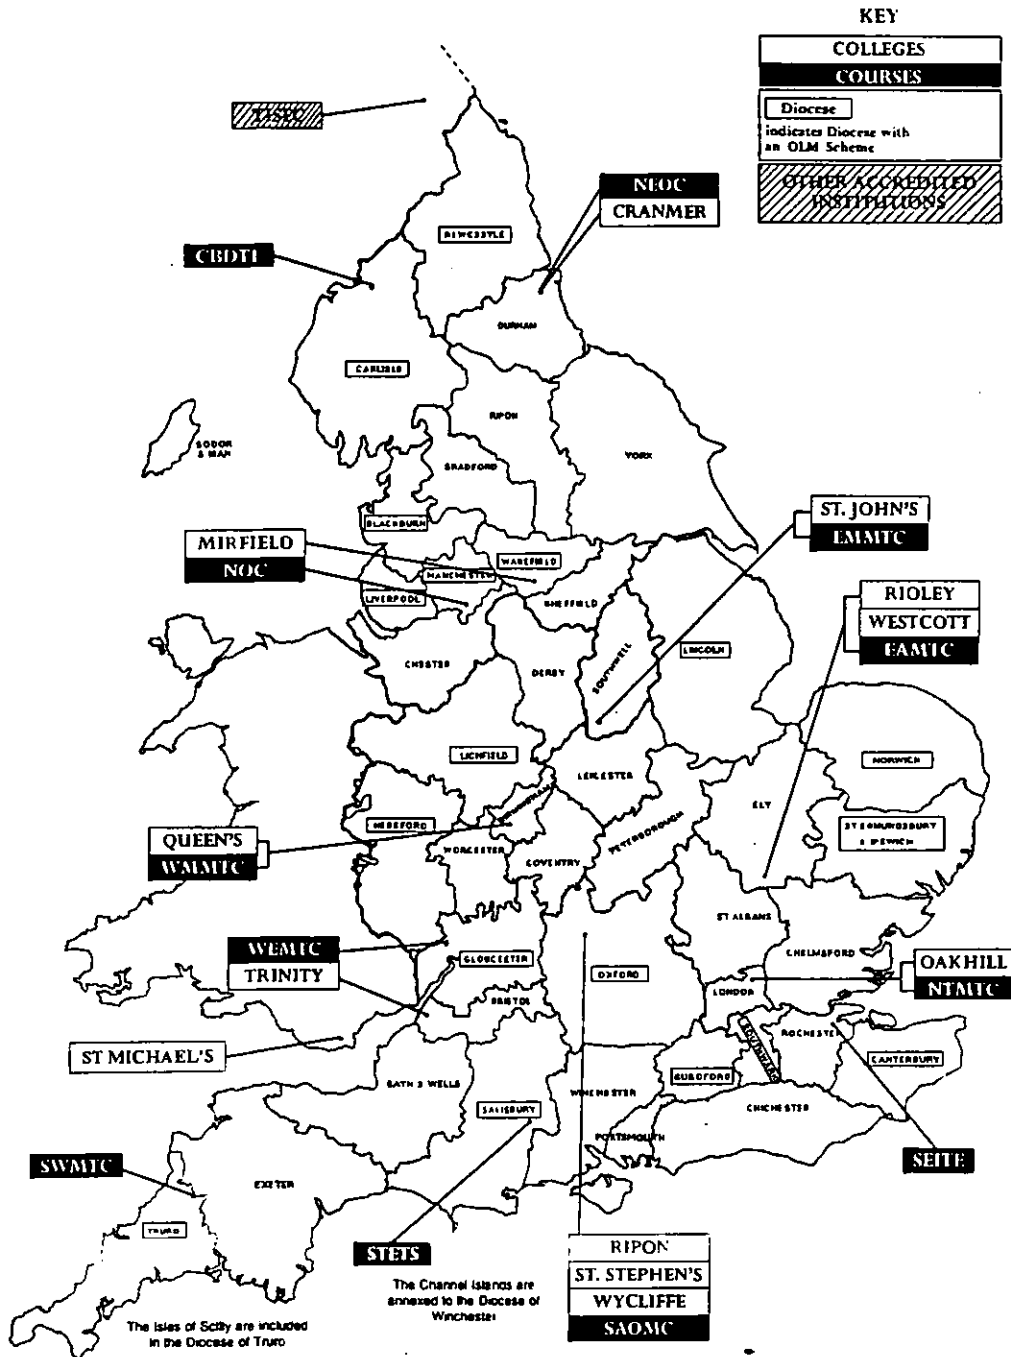 KEY
COLLEGES
COURSES
Diocese
indicates Diocese with
an OLM Scheme
OTHER ACCREDITED
INSTITUTIONS
TISEC
NEOC
CRANMER
CBDTI
NEWCASTLE
DURHAM
CARLISLE
RIPON
SODOR
& MAN
YORK
BRADFORD
BLACKBURN
ST. JOHN'S
EMMTC
MIRFIELD
NOC
WAKEFIELD
MANCHESTER
LIVERPOOL
SHEFFIELD
RIDLEY
WESTCOTT
EAMTC
CHESTER
DERBY
SOUTHWELL
LINCOLN
LICHFIELD
LEICESTER
NORWICH
ELY
HEREFORD
BIRMINGHAM
PETERBOROUGH
ST EDMUNDSBURY
& IPSWICH
QUEEN'S
WMMTC
WORCESTER
COVENTRY
ST ALBANS
CHELMSFORD
WEMTC
TRINITY
GLOUCESTER
OXFORD
OAKHILL
NTMTC
LONDON
BRISTOL
ROCHESTER
SOUTHWARK
ST MICHAEL'S
CANTERBURY
BATH & WELLS
GUILDFORD
WINCHESTER
SALISBURY
CHICHESTER
PORTSMOUTH
SEITE
SWMTC
EXETER
TRURO
STETS
RIPON
ST. STEPHEN'S
WYCLIFFE
SAOMC
The Channel Islands are
annexed to the Diocese of
Winchester
The Isles of Scilly are included
in the Diocese of Truro